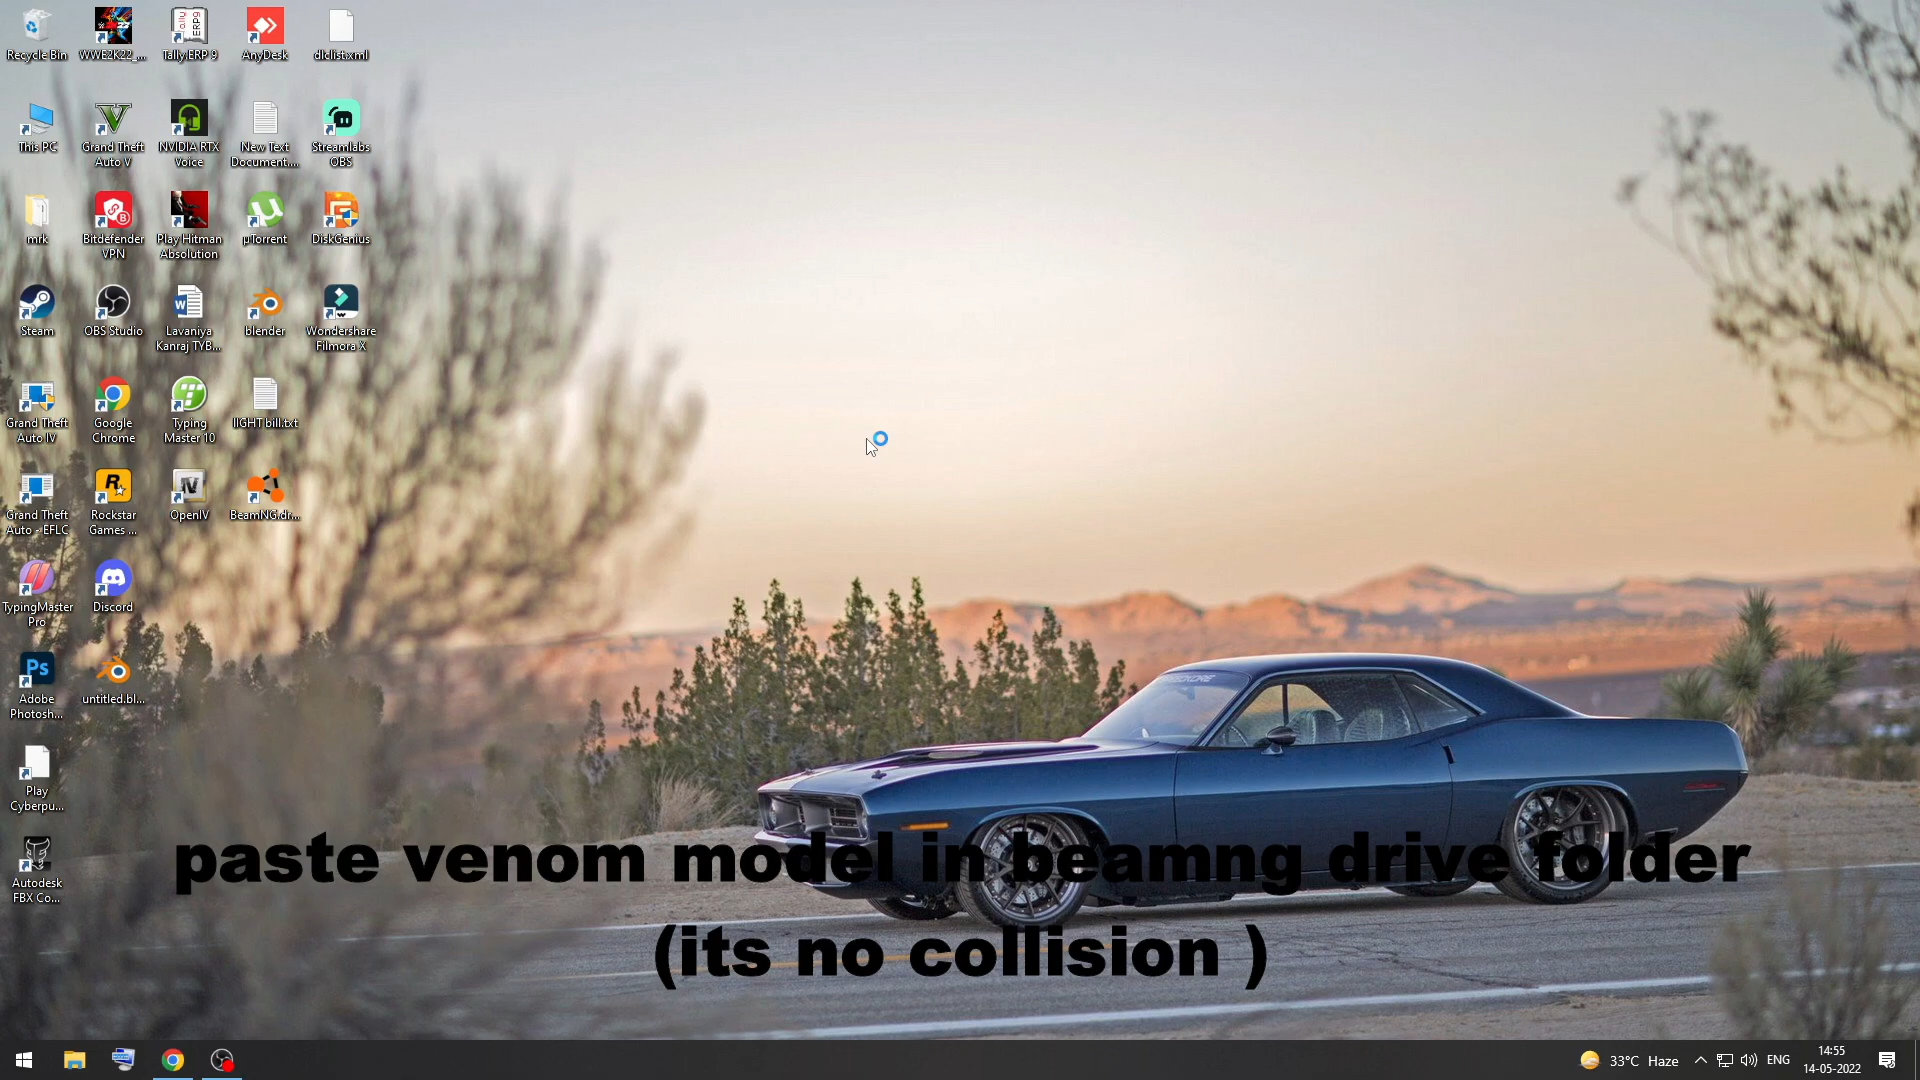 Recycle Bin
WWE2K22_...
Tally.ERP 9
AnyDesk
dlclist.xml
This PC
Grand Theft
Auto V
NVIDIA RTX
Voice
New Text
Document....
Streamlabs
OBS
mrk
Bitdefender
VPN
Play Hitman
Absolution
µTorrent
DiskGenius
Steam
OBS Studio
Lavaniya
Kanraj TYB...
blender
Wondershare
Filmora X
Grand Theft
Auto IV
Google
Chrome
Typing
Master 10
lIGHT bill.txt
Grand Theft
Auto - EFLC
Rockstar
Games ...
OpenIV
BeamNG.dr...
TypingMaster
Pro
Discord
Adobe
Photosh...
untitled.bl...
Play
Cyberpu...
Autodesk
FBX Co...
paste venom model in beamng drive folder
(its no collision )
33°C Haze
ENG
14:55
14-05-2022